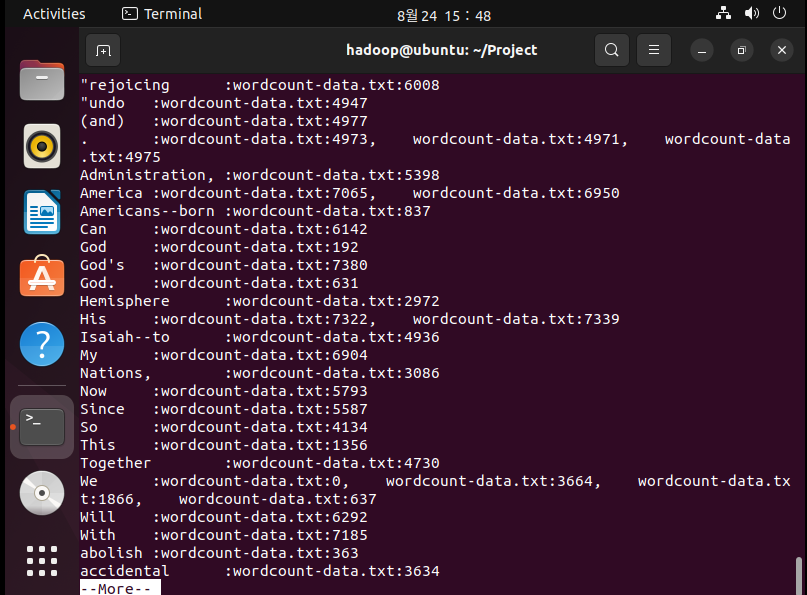 Activities Terminal 8월 24 15 : 48
hadoop@ubuntu: ~/Project
"rejoicing :wordcount-data.txt:6008
"undo :wordcount-data.txt:4947
(and) :wordcount-data.txt:4977
. :wordcount-data.txt:4973, wordcount-data.txt:4971, wordcount-data
.txt:4975
Administration, :wordcount-data.txt:5398
America :wordcount-data.txt:7065, wordcount-data.txt:6950
Americans--born :wordcount-data.txt:837
Can :wordcount-data.txt:6142
God :wordcount-data.txt:192
God's :wordcount-data.txt:7380
God. :wordcount-data.txt:631
Hemisphere :wordcount-data.txt:2972
His :wordcount-data.txt:7322, wordcount-data.txt:7339
Isaiah--to :wordcount-data.txt:4936
My :wordcount-data.txt:6904
Nations, :wordcount-data.txt:3086
Now :wordcount-data.txt:5793
Since :wordcount-data.txt:5587
So :wordcount-data.txt:4134
This :wordcount-data.txt:1356
Together :wordcount-data.txt:4730
We :wordcount-data.txt:0, wordcount-data.txt:3664, wordcount-data.tx
t:1866, wordcount-data.txt:637
Will :wordcount-data.txt:6292
With :wordcount-data.txt:7185
abolish :wordcount-data.txt:363
accidental :wordcount-data.txt:3634
--More--